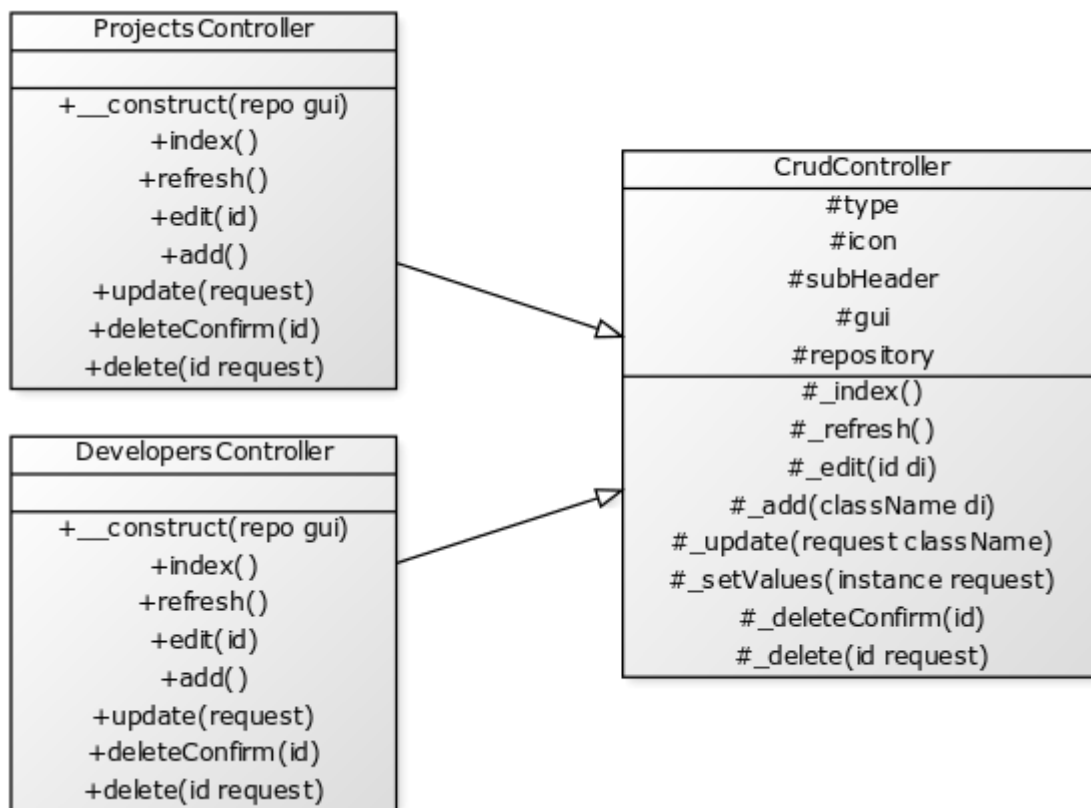 ProjectsController
+__construct(repo gui)
+index()
+refresh()
+edit(id)
+add()
+update(request)
+deleteConfirm(id)
+delete(id request)
DevelopersController
+__construct(repo gui)
+index()
+refresh()
+edit(id)
+add()
+update(request)
+deleteConfirm(id)
+delete(id request)
CrudController
#type
#icon
#subHeader
#gui
#repository
#_index()
#_refresh()
#_edit(id di)
#_add(className di)
#_update(request className)
#_setValues(instance request)
#_deleteConfirm(id)
#_delete(id request)